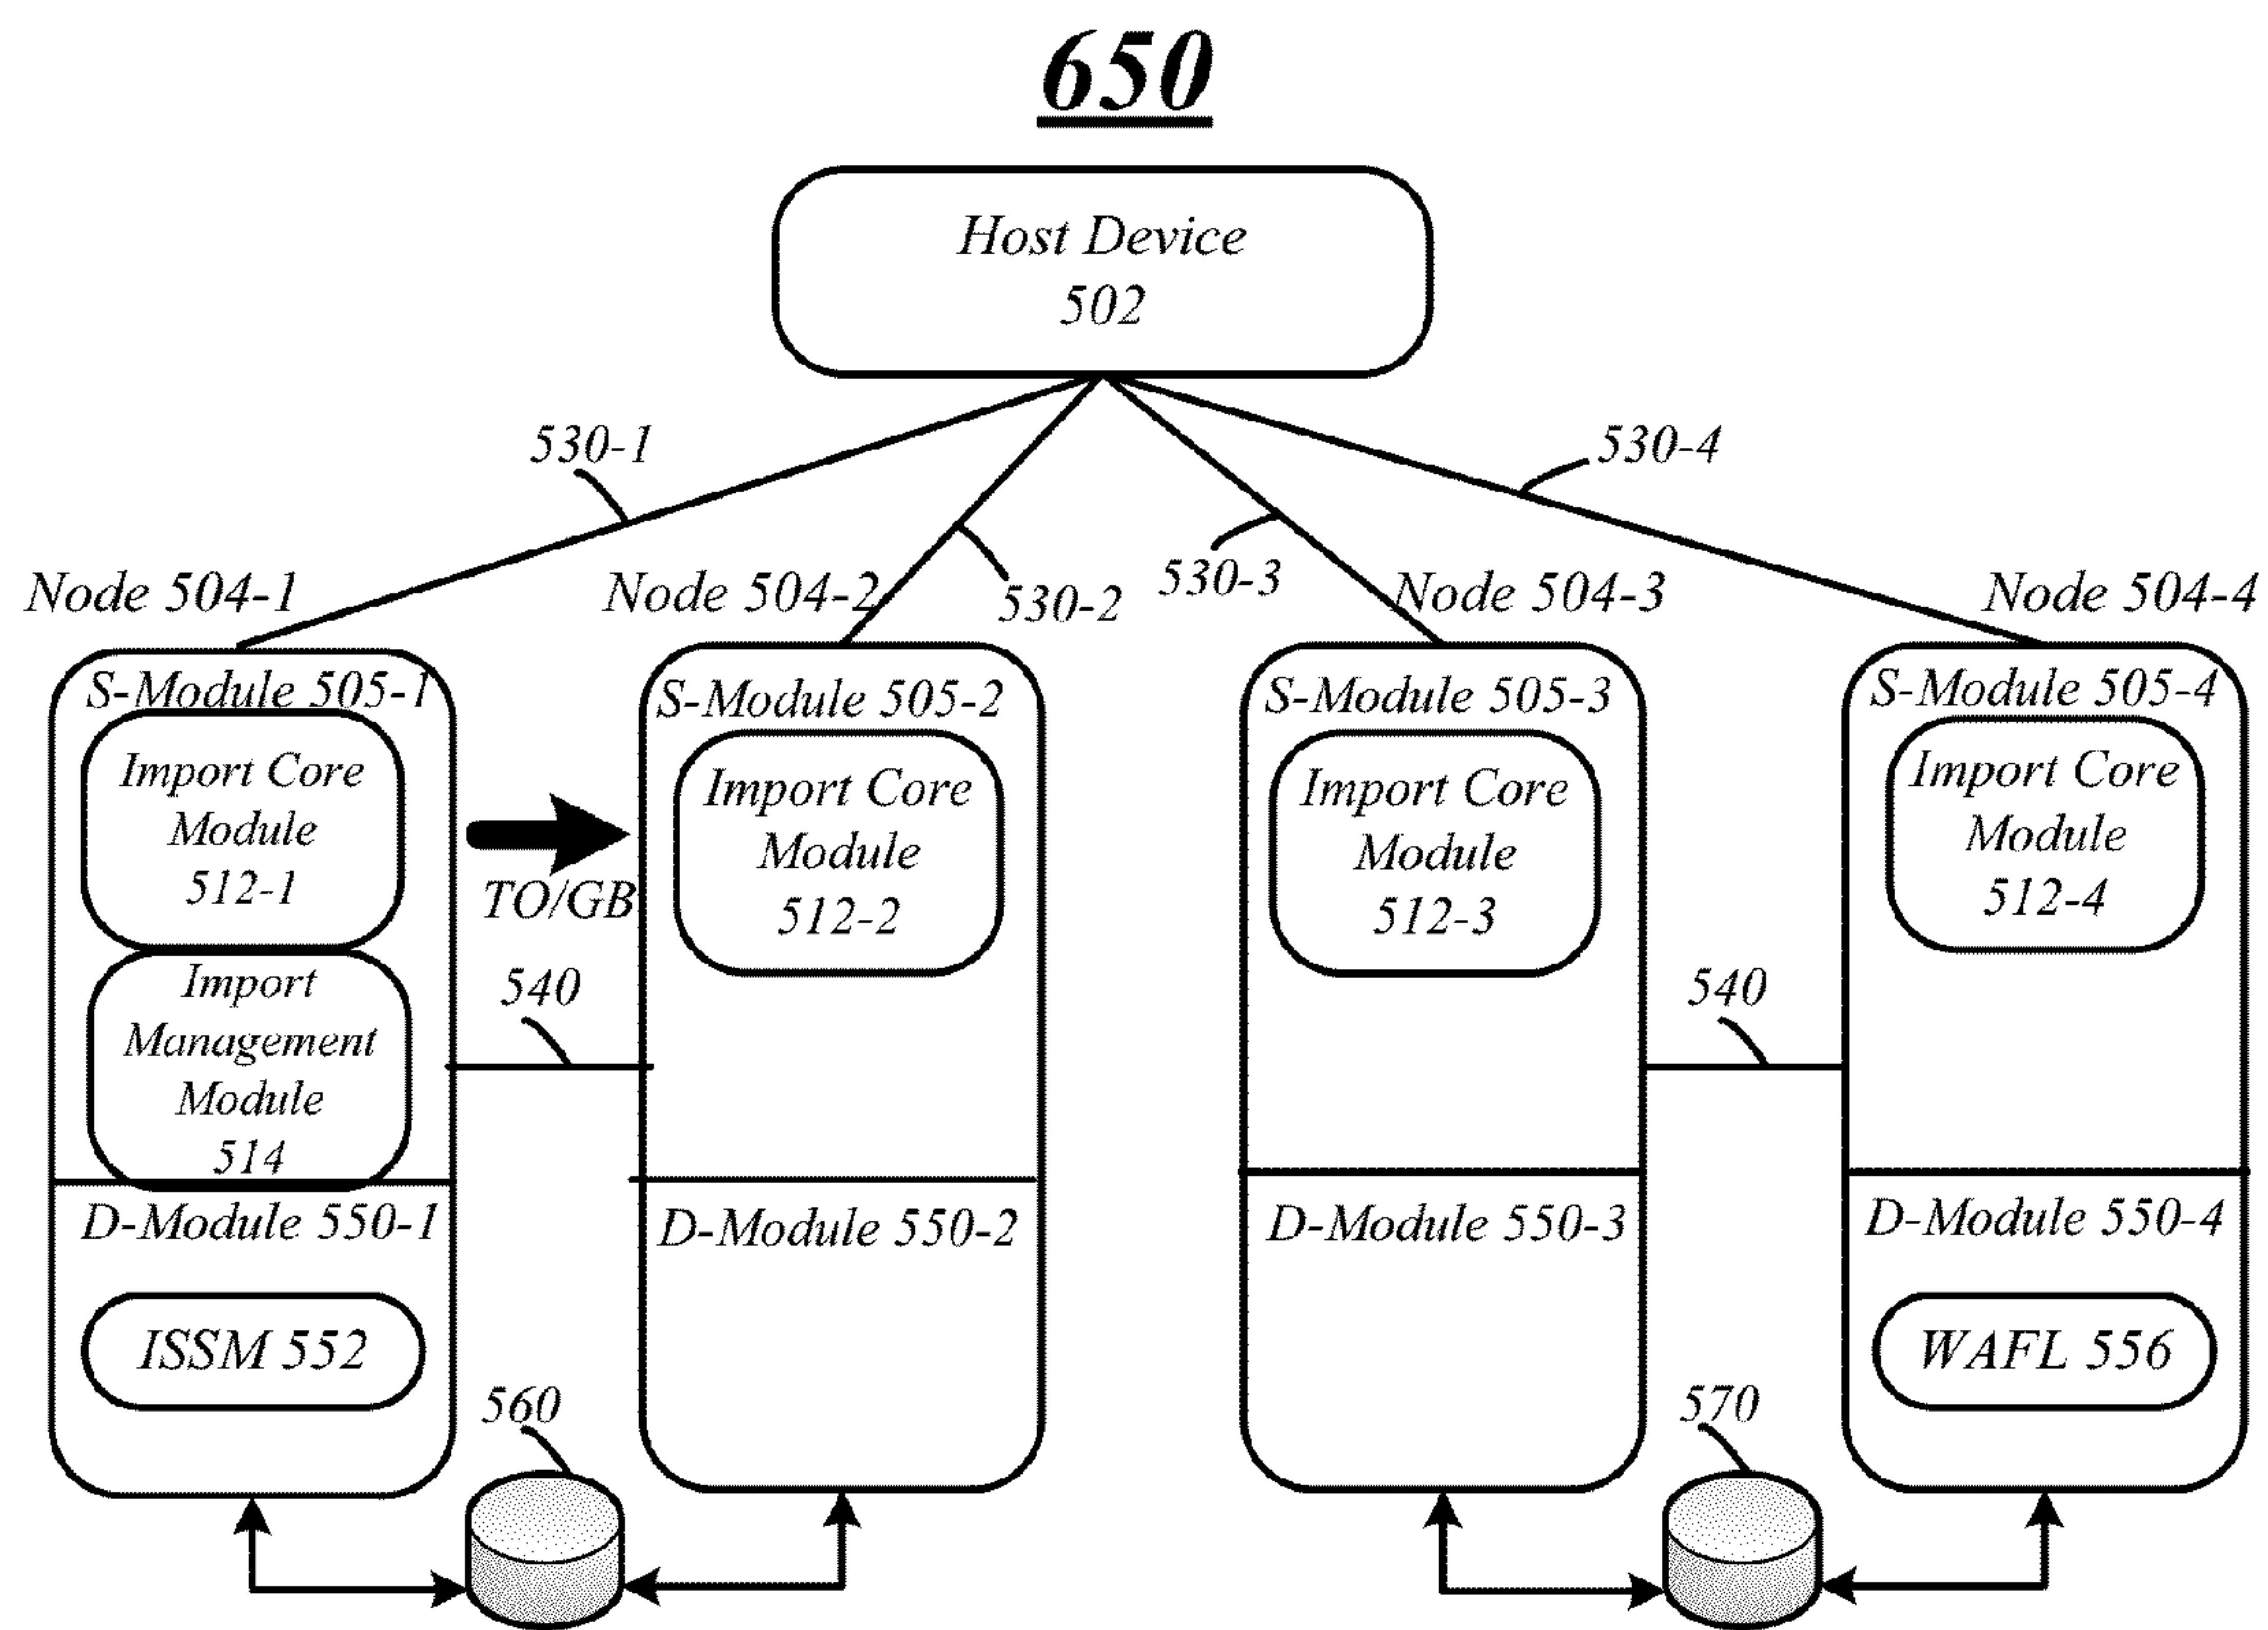 650
Host Device
502
530-1
530-4
530-2
530-3
Node 504-1
Node 504-2
Node 504-3
Node 504-4
S-Module 505-1
Import Core
Module
512-1
Import
Management
Module
514
D-Module 550-1
ISSM 552
TO/GB
540
560
S-Module 505-2
Import Core
Module
512-2
D-Module 550-2
S-Module 505-3
Import Core
Module
512-3
D-Module 550-3
540
570
S-Module 505-4
Import Core
Module
512-4
D-Module 550-4
WAFL 556